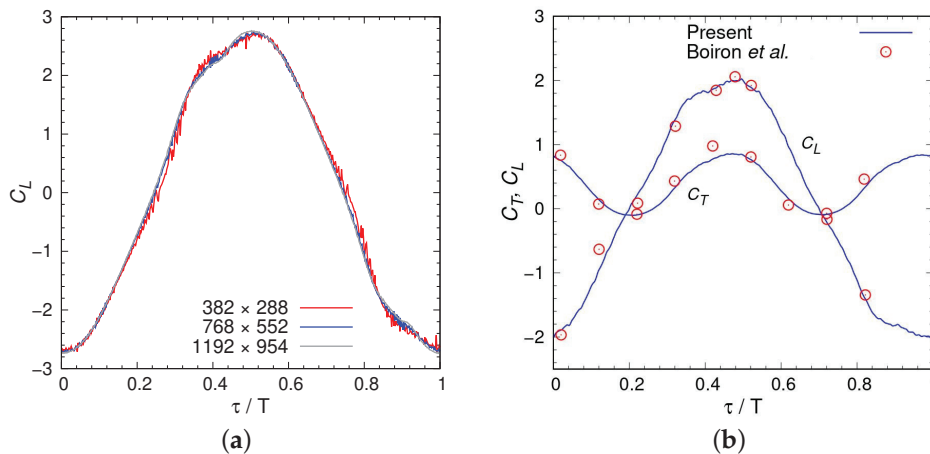 3
2
1
0
−1
−2
−3
C_L
382 × 288
768 × 552
1192 × 954
0 0.2 0.4 0.6 0.8 1
τ / T
(a)
3
2
1
0
−1
−2
C_T, C_L
Present
Boiron et al.
C_L
C_T
0.0 0.2 0.4 0.6 0.8
τ / T
(b)